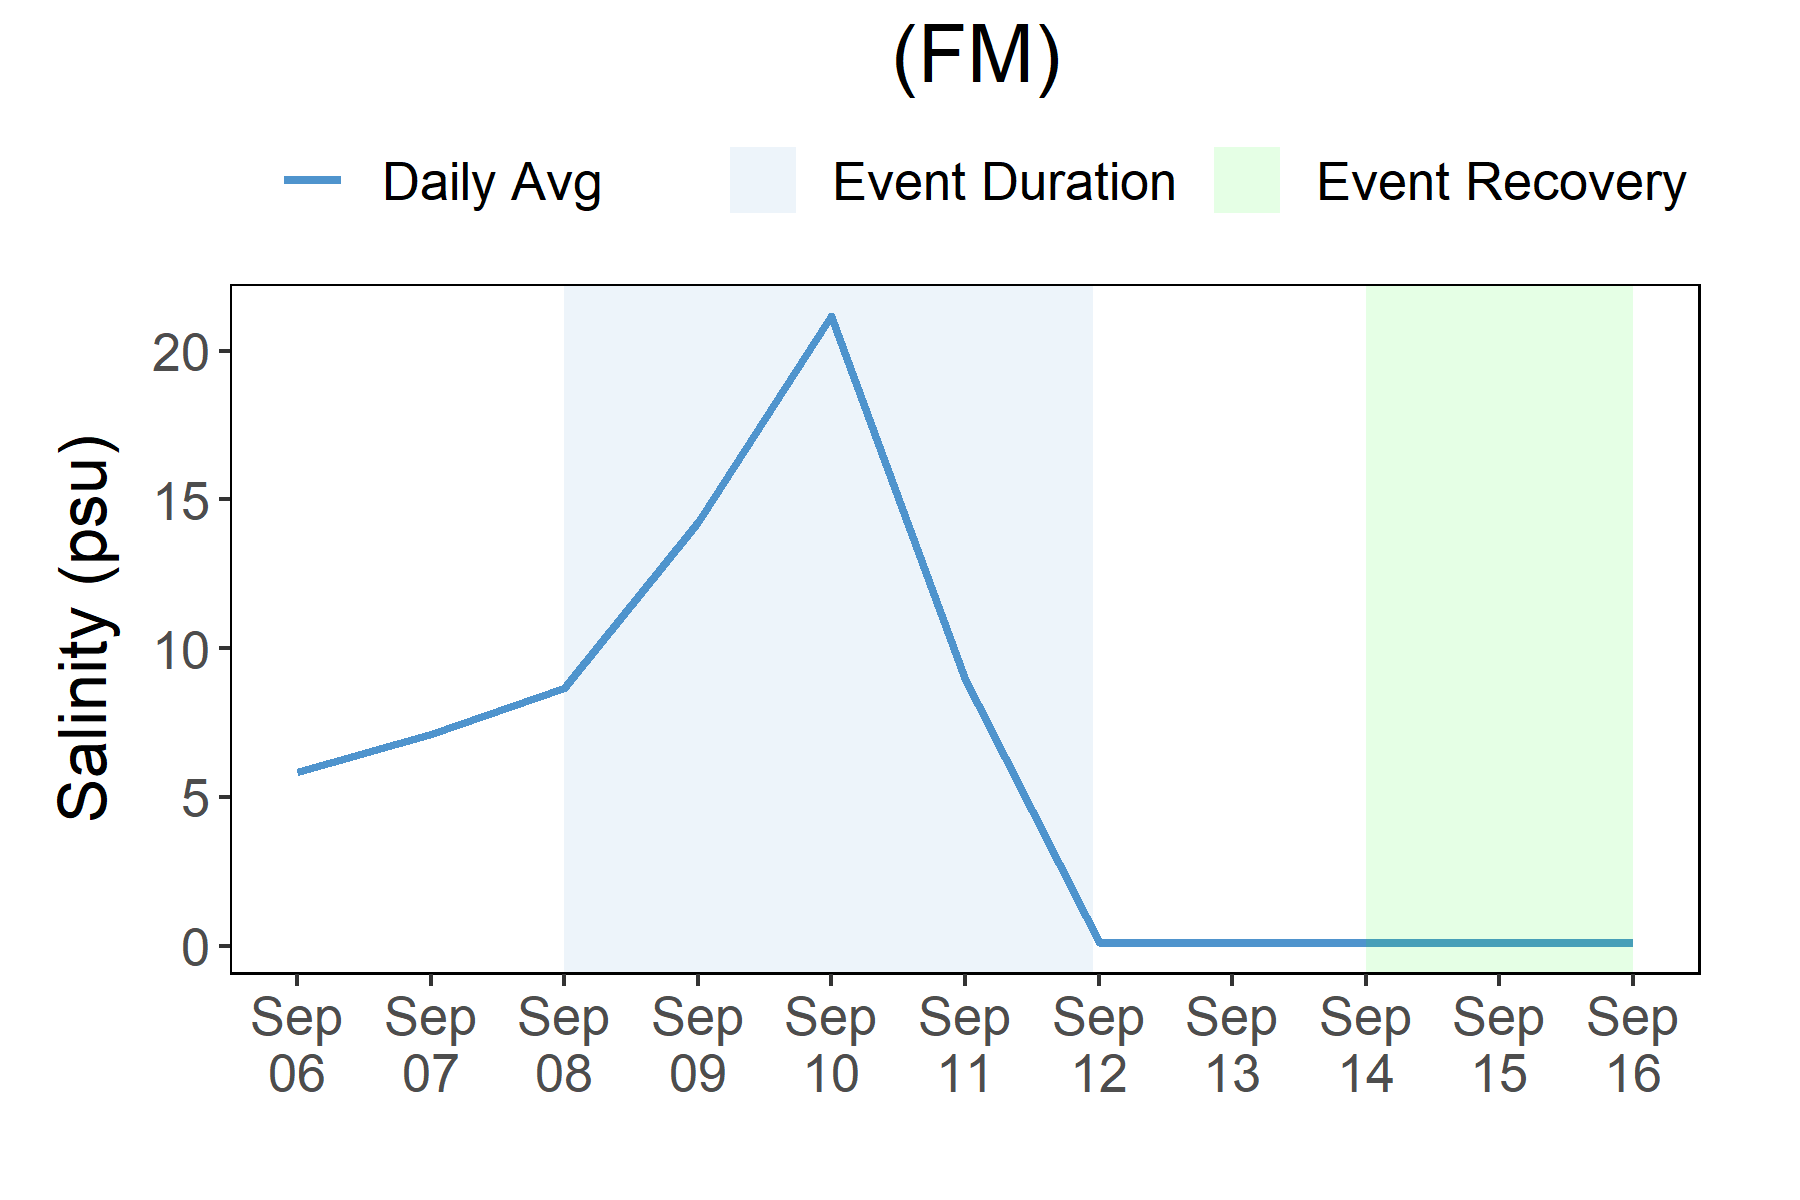 (FM)
Daily Avg Event Duration Event Recovery
Salinity (psu)
20
15
10
5
0
Sep Sep Sep Sep Sep Sep Sep Sep Sep Sep Sep
06 07 08 09 10 11 12 13 14 15 16